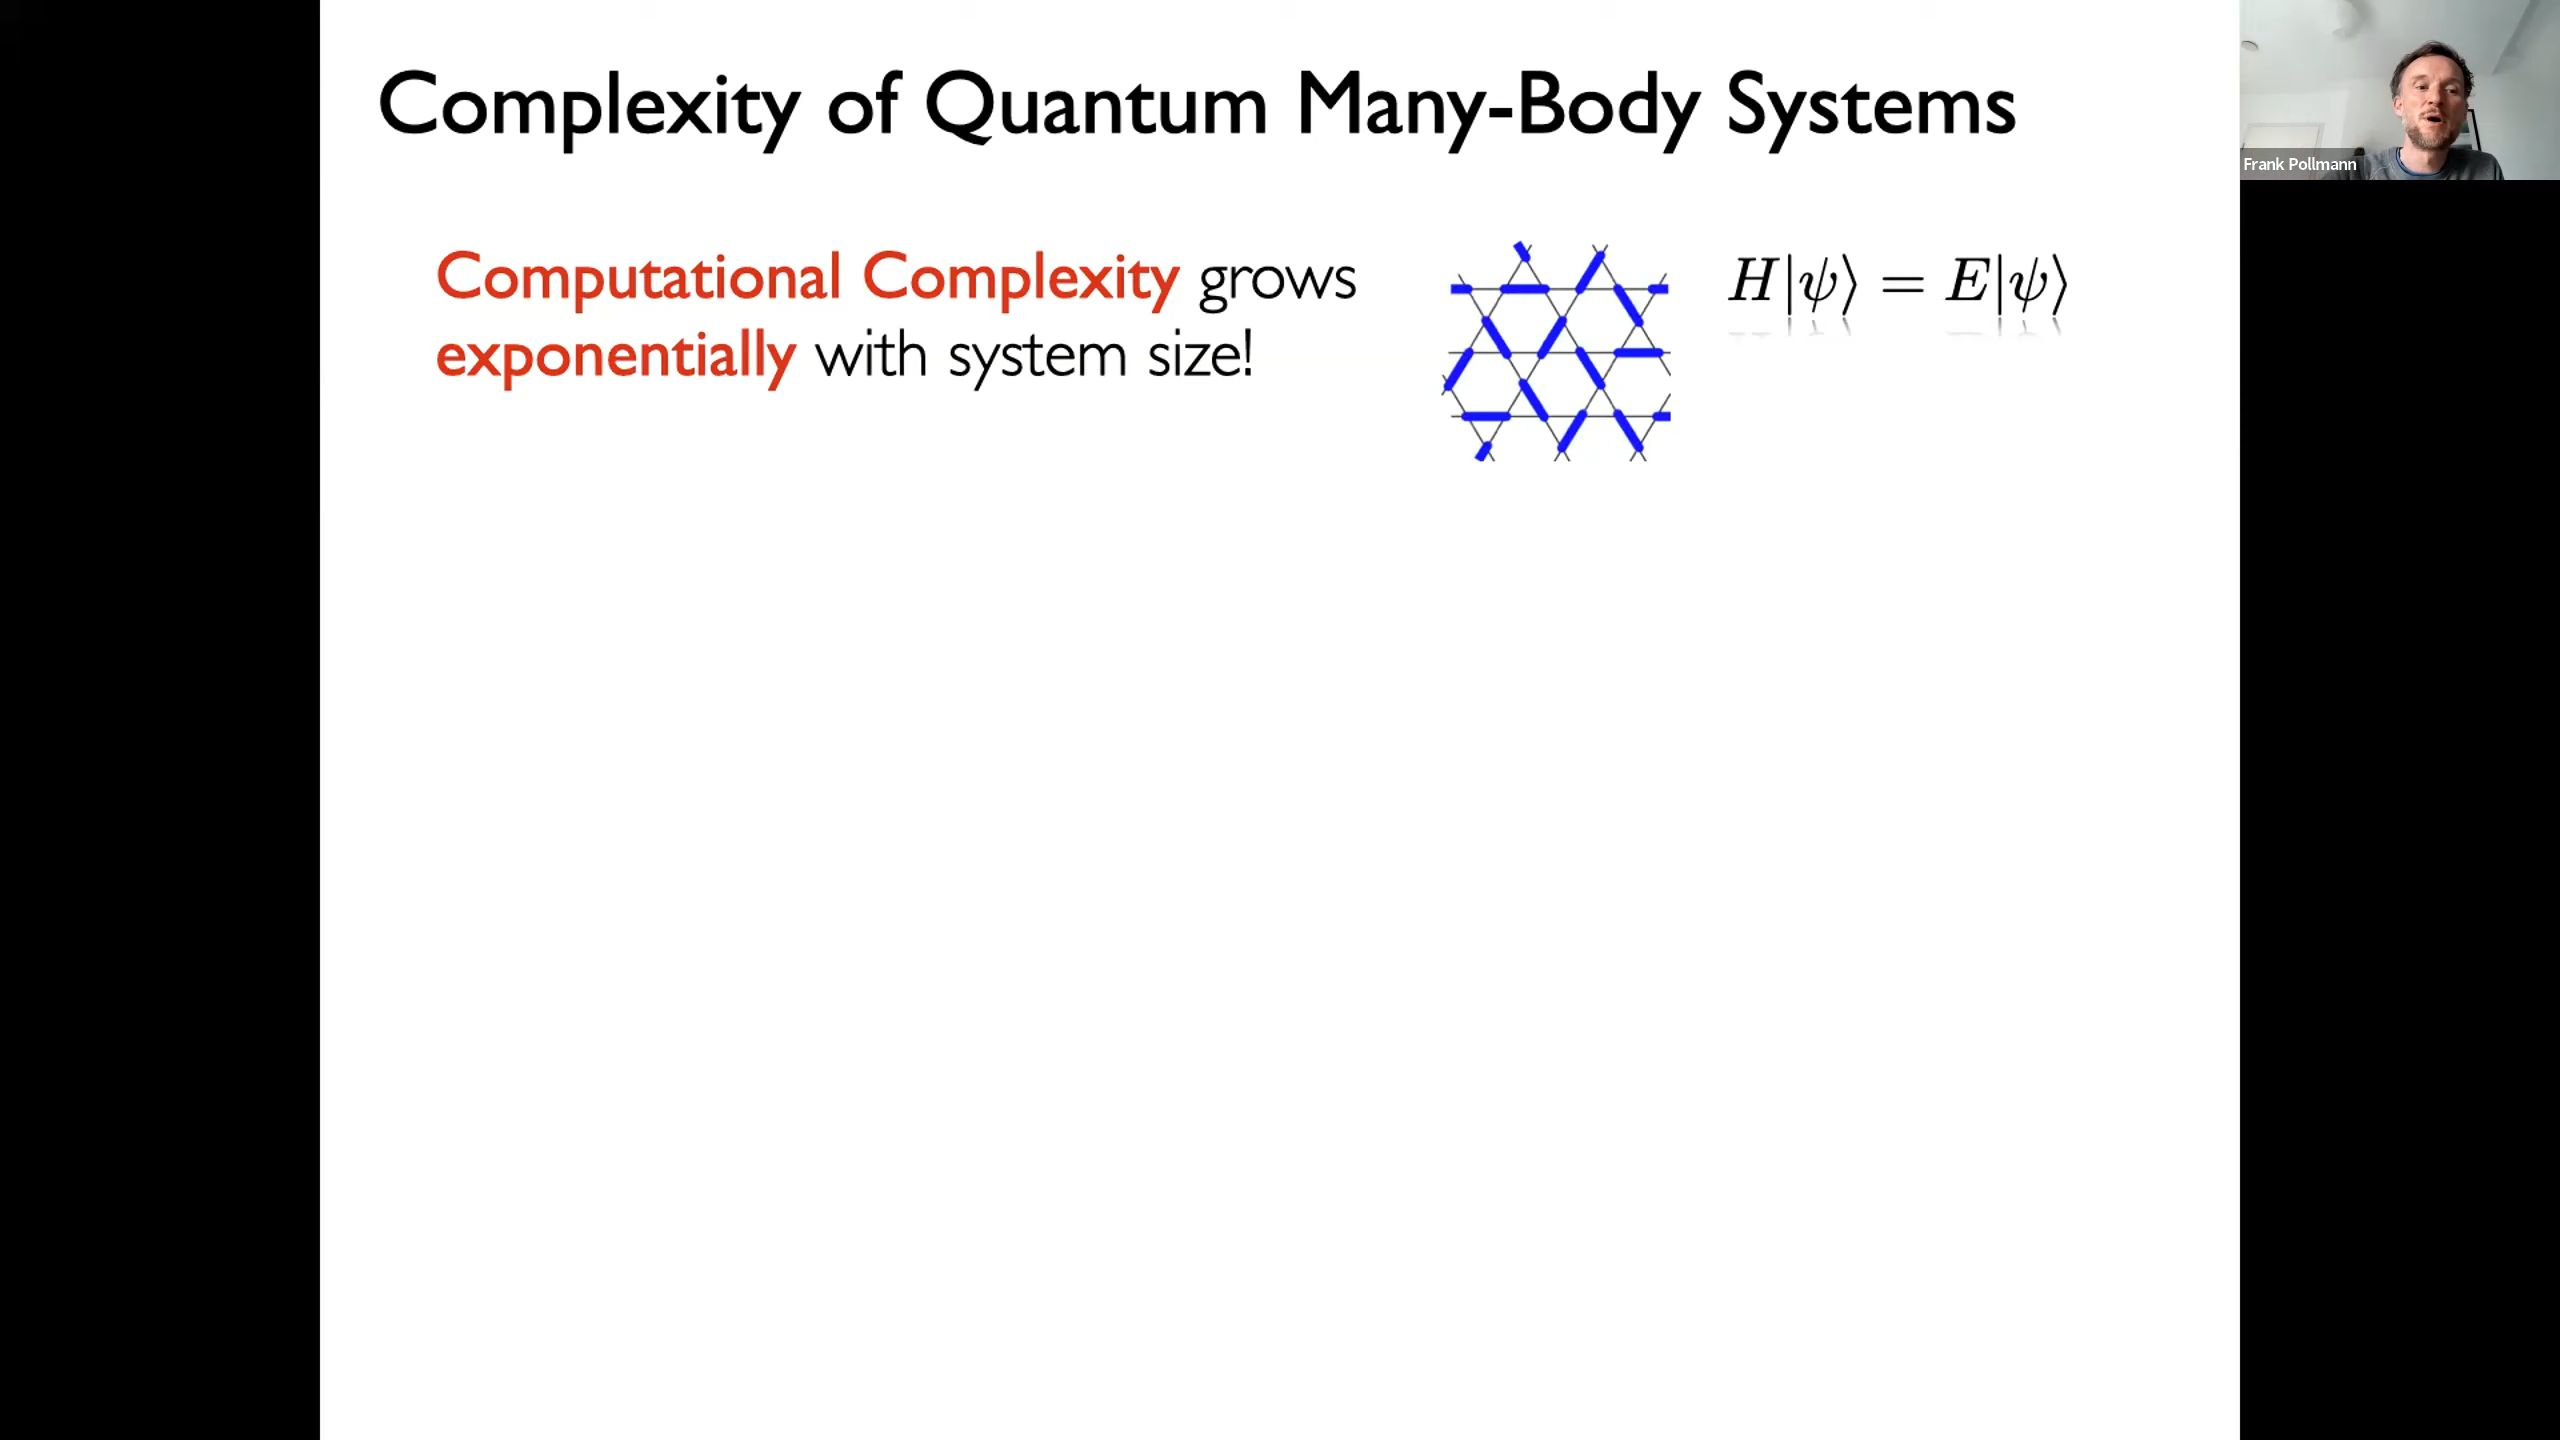 Complexity of Quantum Many-Body Systems
Frank Pollmann
Computational Complexity grows
exponentially with system size!
H|ψ⟩ = E|ψ⟩